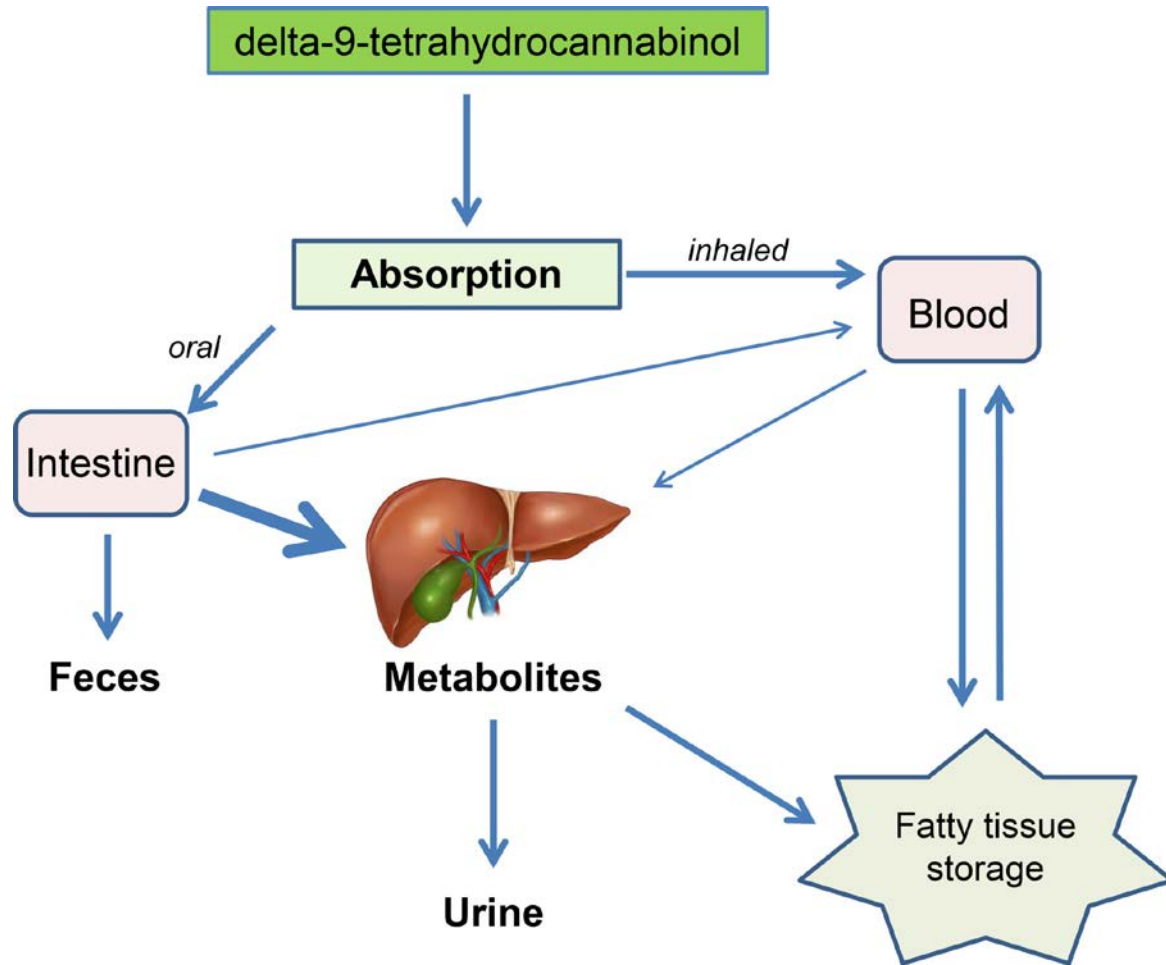 delta-9-tetrahydrocannabinol
Absorption
inhaled
Blood
oral
Intestine
Feces
Metabolites
Fatty tissue
storage
Urine